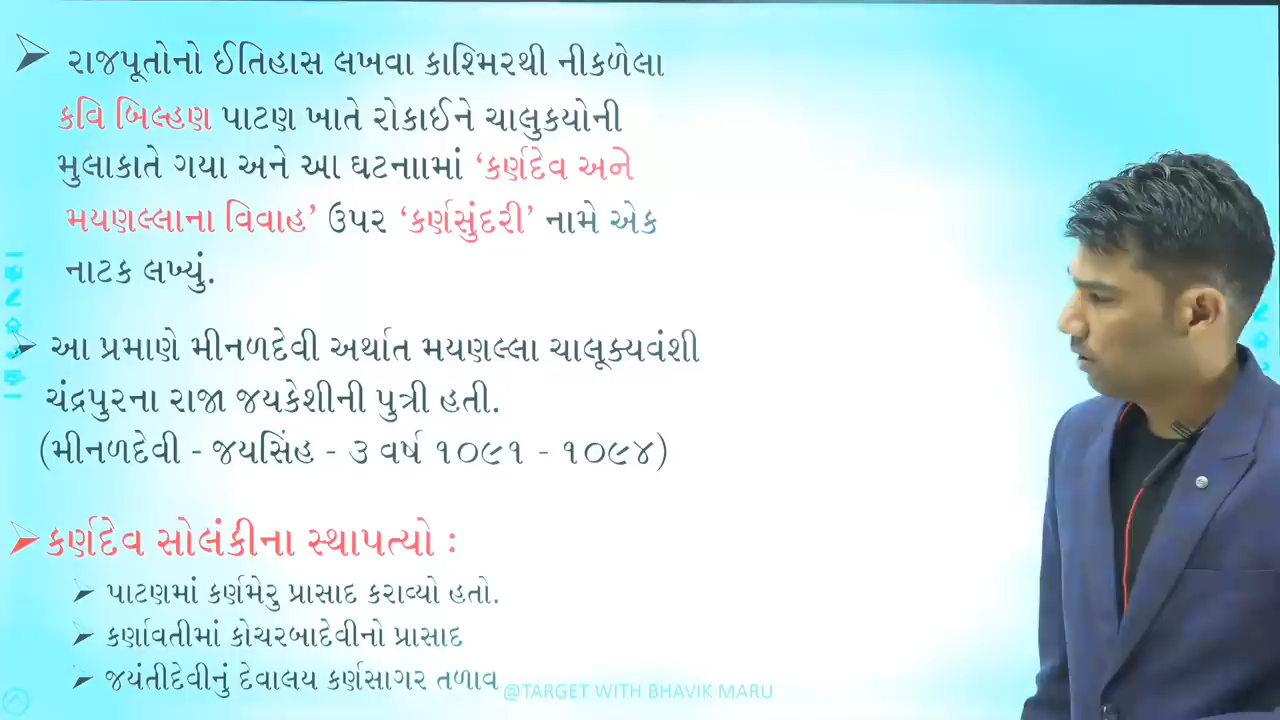 રાજપૂતોનો ઈતિહાસ લખવા કાશ્મિરથી નીકળેલા
કવિ બિલ્હણ પાટણ ખાતે રોકાઈને ચાલુકયોની
મુલાકાતે ગયા અને આ ઘટનાામાં ‘કર્ણદેવ અને
મયણલ્લાના વિવાહ’ ઉપર ‘કર્ણસુંદરી’ નામે એક
નાટક લખ્યું.
આ પ્રમાણે મીનળદેવી અર્થાત મયણલ્લા ચાલૂક્યવંશી
ચંદ્રપુરના રાજા જયકેશીની પુત્રી હતી.
(મીનળદેવી - જયસિંહ - ૩ વર્ષ ૧૦૯૧ - ૧૦૯૪)
કર્ણદેવ સોલંકીના સ્થાપત્યો :
પાટણમાં કર્ણમેરુ પ્રાસાદ કરાવ્યો હતો.
કર્ણાવતીમાં કોચરબાદેવીનો પ્રાસાદ
જયંતીદેવીનું દેવાલય કર્ણસાગર તળાવ
@TARGET WITH BHAVIK MARU